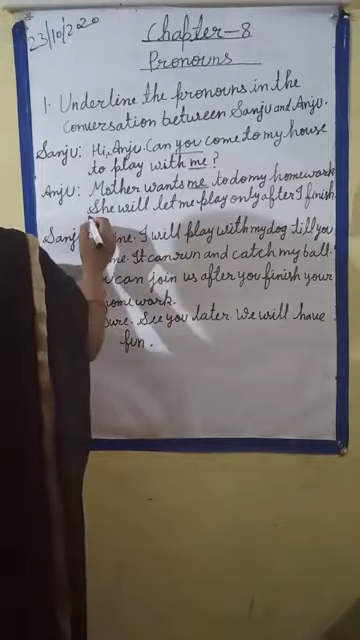 23/10/2020
Chapter-8
Pronouns
1. Underline the pronouns in the
conversation between Sanju and Anju.
Sanju: Hi, Anju. Can you come to my house
to play with me?
Anju: Mother wants me to do my homework
She will let me play only after I finish.
Sanj ine. I will play with my dog till you
me. It can run and catch my ball.
can join us after you finish your
homework.
Sure. See you later. We will have
fun.